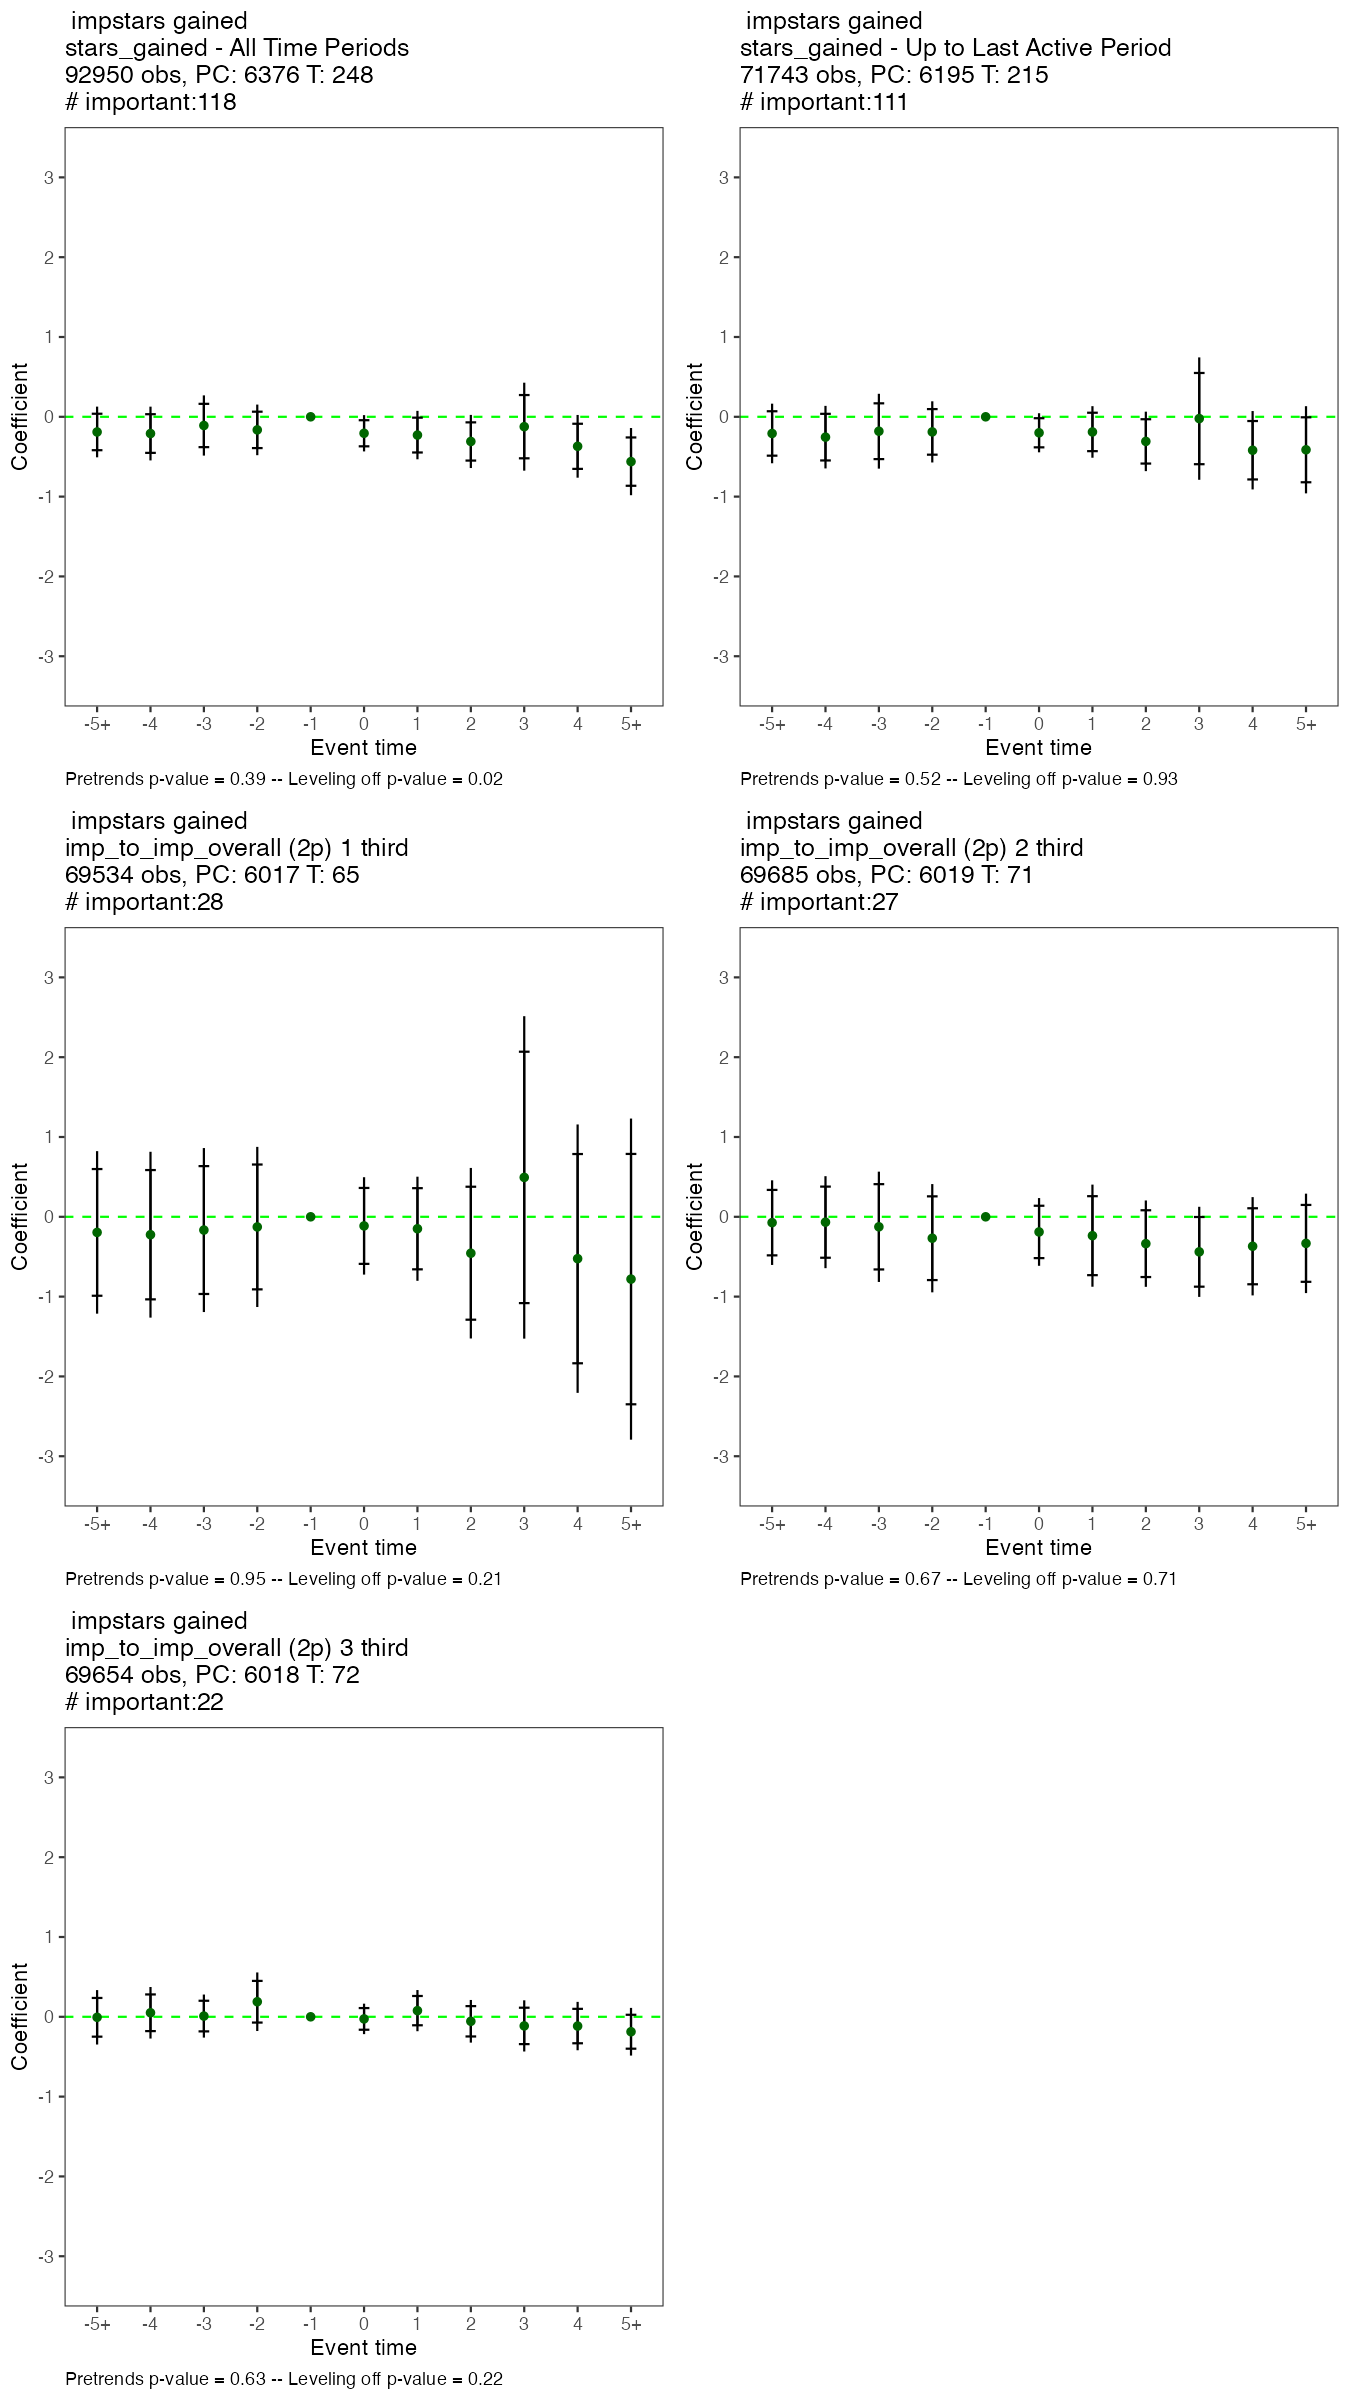 impstars gained
stars_gained - All Time Periods
92950 obs, PC: 6376 T: 248
# important:118
3
2
1
0
-1
-2
-3
Coefficient
-5+ -4 -3 -2 -1 0 1 2 3 4 5+
Event time
Pretrends p-value = 0.39 -- Leveling off p-value = 0.02
impstars gained
stars_gained - Up to Last Active Period
71743 obs, PC: 6195 T: 215
# important:111
3
2
1
0
-1
-2
-3
Coefficient
-5+ -4 -3 -2 -1 0 1 2 3 4 5+
Event time
Pretrends p-value = 0.52 -- Leveling off p-value = 0.93
impstars gained
imp_to_imp_overall (2p) 1 third
69534 obs, PC: 6017 T: 65
# important:28
3
2
1
0
-1
-2
-3
Coefficient
-5+ -4 -3 -2 -1 0 1 2 3 4 5+
Event time
Pretrends p-value = 0.95 -- Leveling off p-value = 0.21
impstars gained
imp_to_imp_overall (2p) 2 third
69685 obs, PC: 6019 T: 71
# important:27
3
2
1
0
-1
-2
-3
Coefficient
-5+ -4 -3 -2 -1 0 1 2 3 4 5+
Event time
Pretrends p-value = 0.67 -- Leveling off p-value = 0.71
impstars gained
imp_to_imp_overall (2p) 3 third
69654 obs, PC: 6018 T: 72
# important:22
3
2
1
0
-1
-2
-3
Coefficient
-5+ -4 -3 -2 -1 0 1 2 3 4 5+
Event time
Pretrends p-value = 0.63 -- Leveling off p-value = 0.22